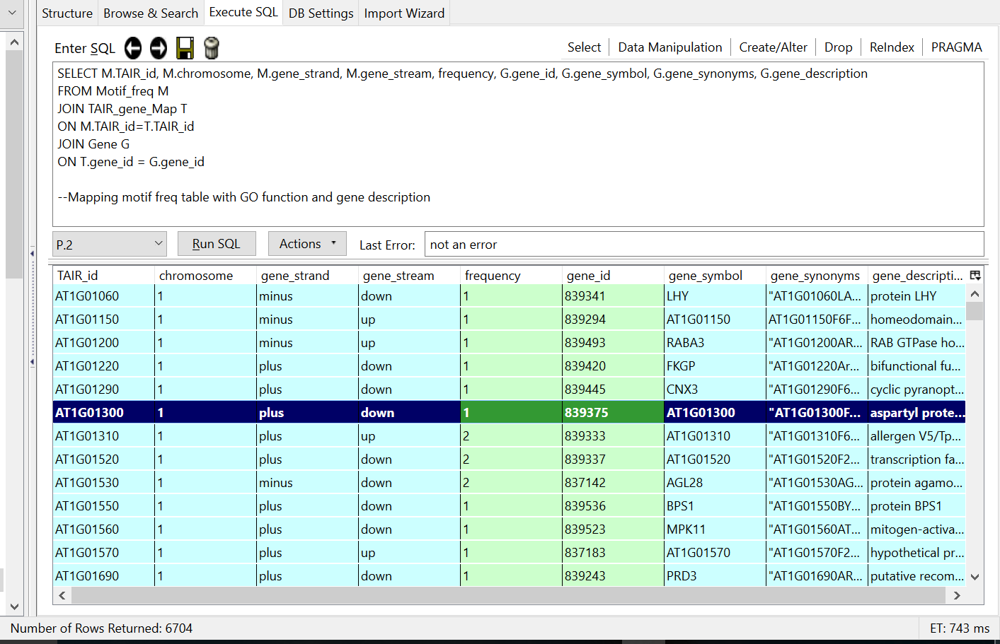 Structure Browse & Search Execute SQL DB Settings Import Wizard
Enter SQL Select Data Manipulation Create/Alter Drop ReIndex PRAGMA
SELECT M.TAIR_id, M.chromosome, M.gene_strand, M.gene_stream, frequency, G.gene_id, G.gene_symbol, G.gene_synonyms, G.gene_description
FROM Motif_freq M
JOIN TAIR_gene_Map T
ON M.TAIR_id=T.TAIR_id
JOIN Gene G
ON T.gene_id = G.gene_id
--Mapping motif freq table with GO function and gene description
P.2 Run SQL Actions Last Error: not an error
TAIR_id chromosome gene_strand gene_stream frequency gene_id gene_symbol gene_synonyms gene_descripti...
AT1G01060 1 minus down 1 839341 LHY "AT1G01060LA... protein LHY
AT1G01150 1 minus up 1 839294 AT1G01150 AT1G01150F6F... homeodomain...
AT1G01200 1 minus up 1 839493 RABA3 "AT1G01200AR... RAB GTPase ho...
AT1G01220 1 plus down 1 839420 FKGP "AT1G01220Ar... bifunctional fu...
AT1G01290 1 plus down 1 839445 CNX3 "AT1G01290F6... cyclic pyranopt...
AT1G01300 1 plus down 1 839375 AT1G01300 "AT1G01300F... aspartyl prote...
AT1G01310 1 plus up 2 839333 AT1G01310 "AT1G01310F6... allergen V5/Tp...
AT1G01520 1 plus down 2 839337 AT1G01520 "AT1G01520F2... transcription fa...
AT1G01530 1 minus down 2 837142 AGL28 "AT1G01530AG... protein agamo...
AT1G01550 1 plus down 1 839536 BPS1 "AT1G01550BY... protein BPS1
AT1G01560 1 plus down 1 839523 MPK11 "AT1G01560AT... mitogen-activa...
AT1G01570 1 plus up 1 837183 AT1G01570 "AT1G01570F2... hypothetical pr...
AT1G01690 1 plus down 1 839243 PRD3 "AT1G01690AR... putative recom...
Number of Rows Returned: 6704 ET: 743 ms